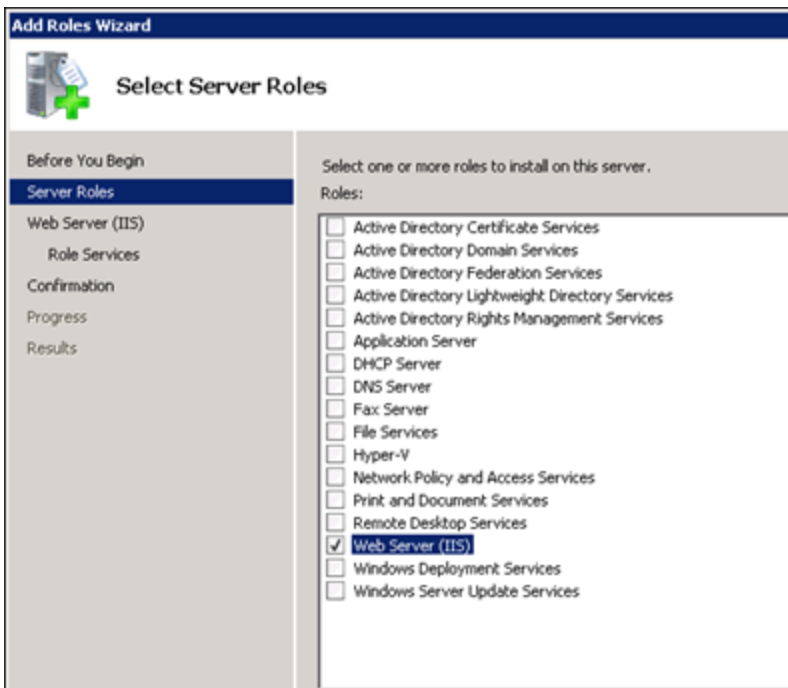 Add Roles Wizard
Select Server Roles
Before You Begin
Server Roles
Web Server (IIS)
Role Services
Confirmation
Progress
Results
Select one or more roles to install on this server.
Roles:
Active Directory Certificate Services
Active Directory Domain Services
Active Directory Federation Services
Active Directory Lightweight Directory Services
Active Directory Rights Management Services
Application Server
DHCP Server
DNS Server
Fax Server
File Services
Hyper-V
Network Policy and Access Services
Print and Document Services
Remote Desktop Services
Web Server (IIS)
Windows Deployment Services
Windows Server Update Services